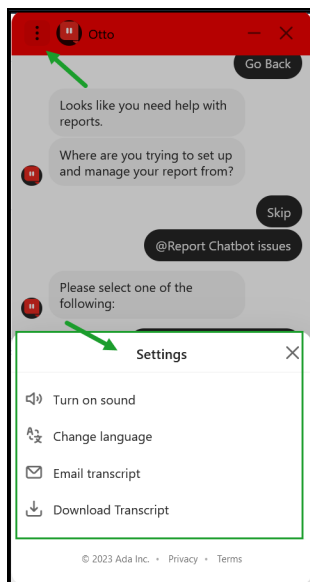 Otto
Go Back
Looks like you need help with
reports.
Where are you trying to set up
and manage your report from?
Skip
@Report Chatbot issues
Please select one of the
following:
Settings
Turn on sound
Change language
Email transcript
Download Transcript
© 2023 Ada Inc. • Privacy • Terms